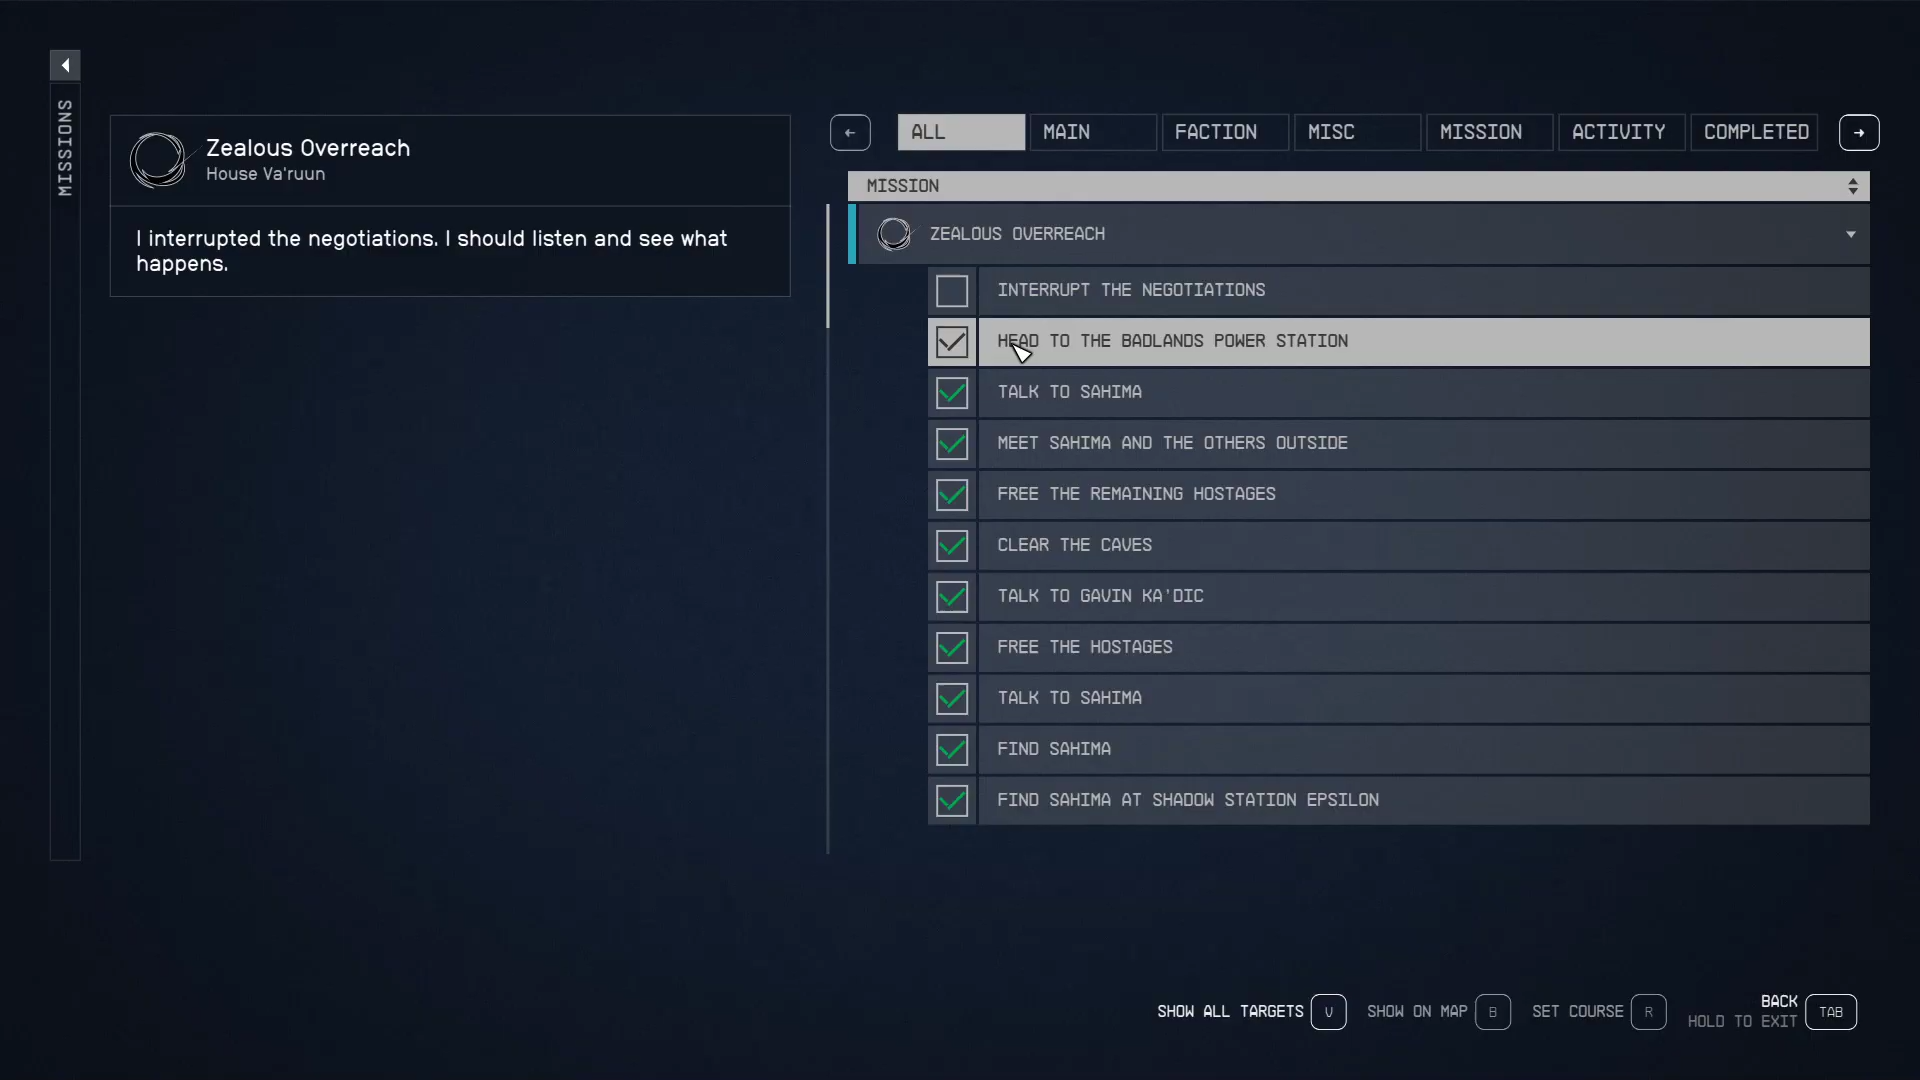 MISSIONS
Zealous Overreach
House Va'ruun
I interrupted the negotiations. I should listen and see what
happens.
ALL
MAIN
FACTION
MISC
MISSION
ACTIVITY
COMPLETED
MISSION
ZEALOUS OVERREACH
INTERRUPT THE NEGOTIATIONS
HEAD TO THE BADLANDS POWER STATION
TALK TO SAHIMA
MEET SAHIMA AND THE OTHERS OUTSIDE
FREE THE REMAINING HOSTAGES
CLEAR THE CAVES
TALK TO GAVIN KA'DIC
FREE THE HOSTAGES
TALK TO SAHIMA
FIND SAHIMA
FIND SAHIMA AT SHADOW STATION EPSILON
SHOW ALL TARGETS V
SHOW ON MAP B
SET COURSE R
BACK
HOLD TO EXIT
TAB